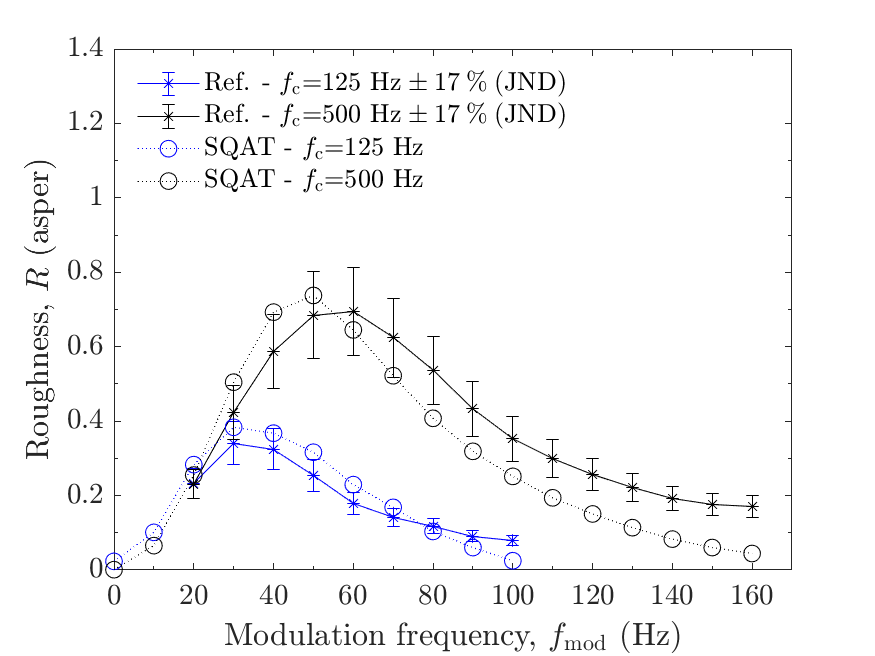 1.4
1.2
1
0.8
0.6
0.4
0.2
0
Roughness, R (asper)
Ref. - fc=125 Hz ± 17 % (JND)
Ref. - fc=500 Hz ± 17 % (JND)
SQAT - fc=125 Hz
SQAT - fc=500 Hz
0 20 40 60 80 100 120 140 160
Modulation frequency, fmod (Hz)